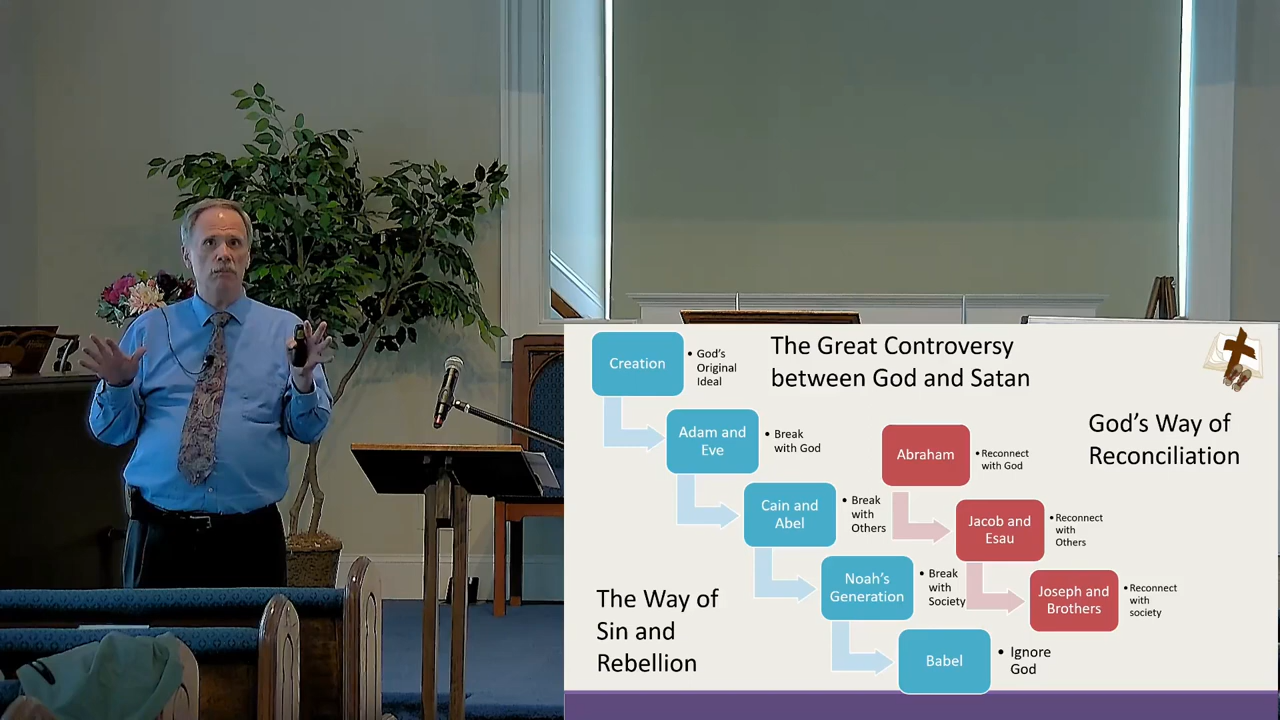 The Great Controversy
between God and Satan
Creation
• God's
Original
Ideal
God's Way of
Reconciliation
Adam and
Eve
• Break
with God
Abraham
• Reconnect
with God
Cain and
Abel
• Break
with
Others
Jacob and
Esau
• Reconnect
with
Others
Noah's
Generation
• Break
with
Society
Joseph and
Brothers
• Reconnect
with
society
The Way of
Sin and
Rebellion
Babel
• Ignore
God